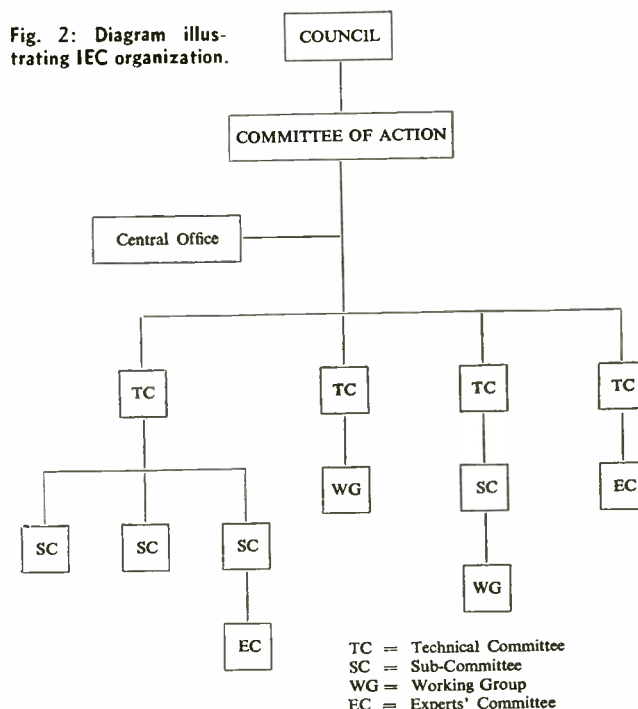 Fig. 2: Diagram illus-
trating IEC organization.
COUNCIL
COMMITTEE OF ACTION
Central Office
TC TC TC TC
WG SC EC
SC SC SC
WG
EC
TC = Technical Committee
SC = Sub-Committee
WG = Working Group
EC = Experts' Committee